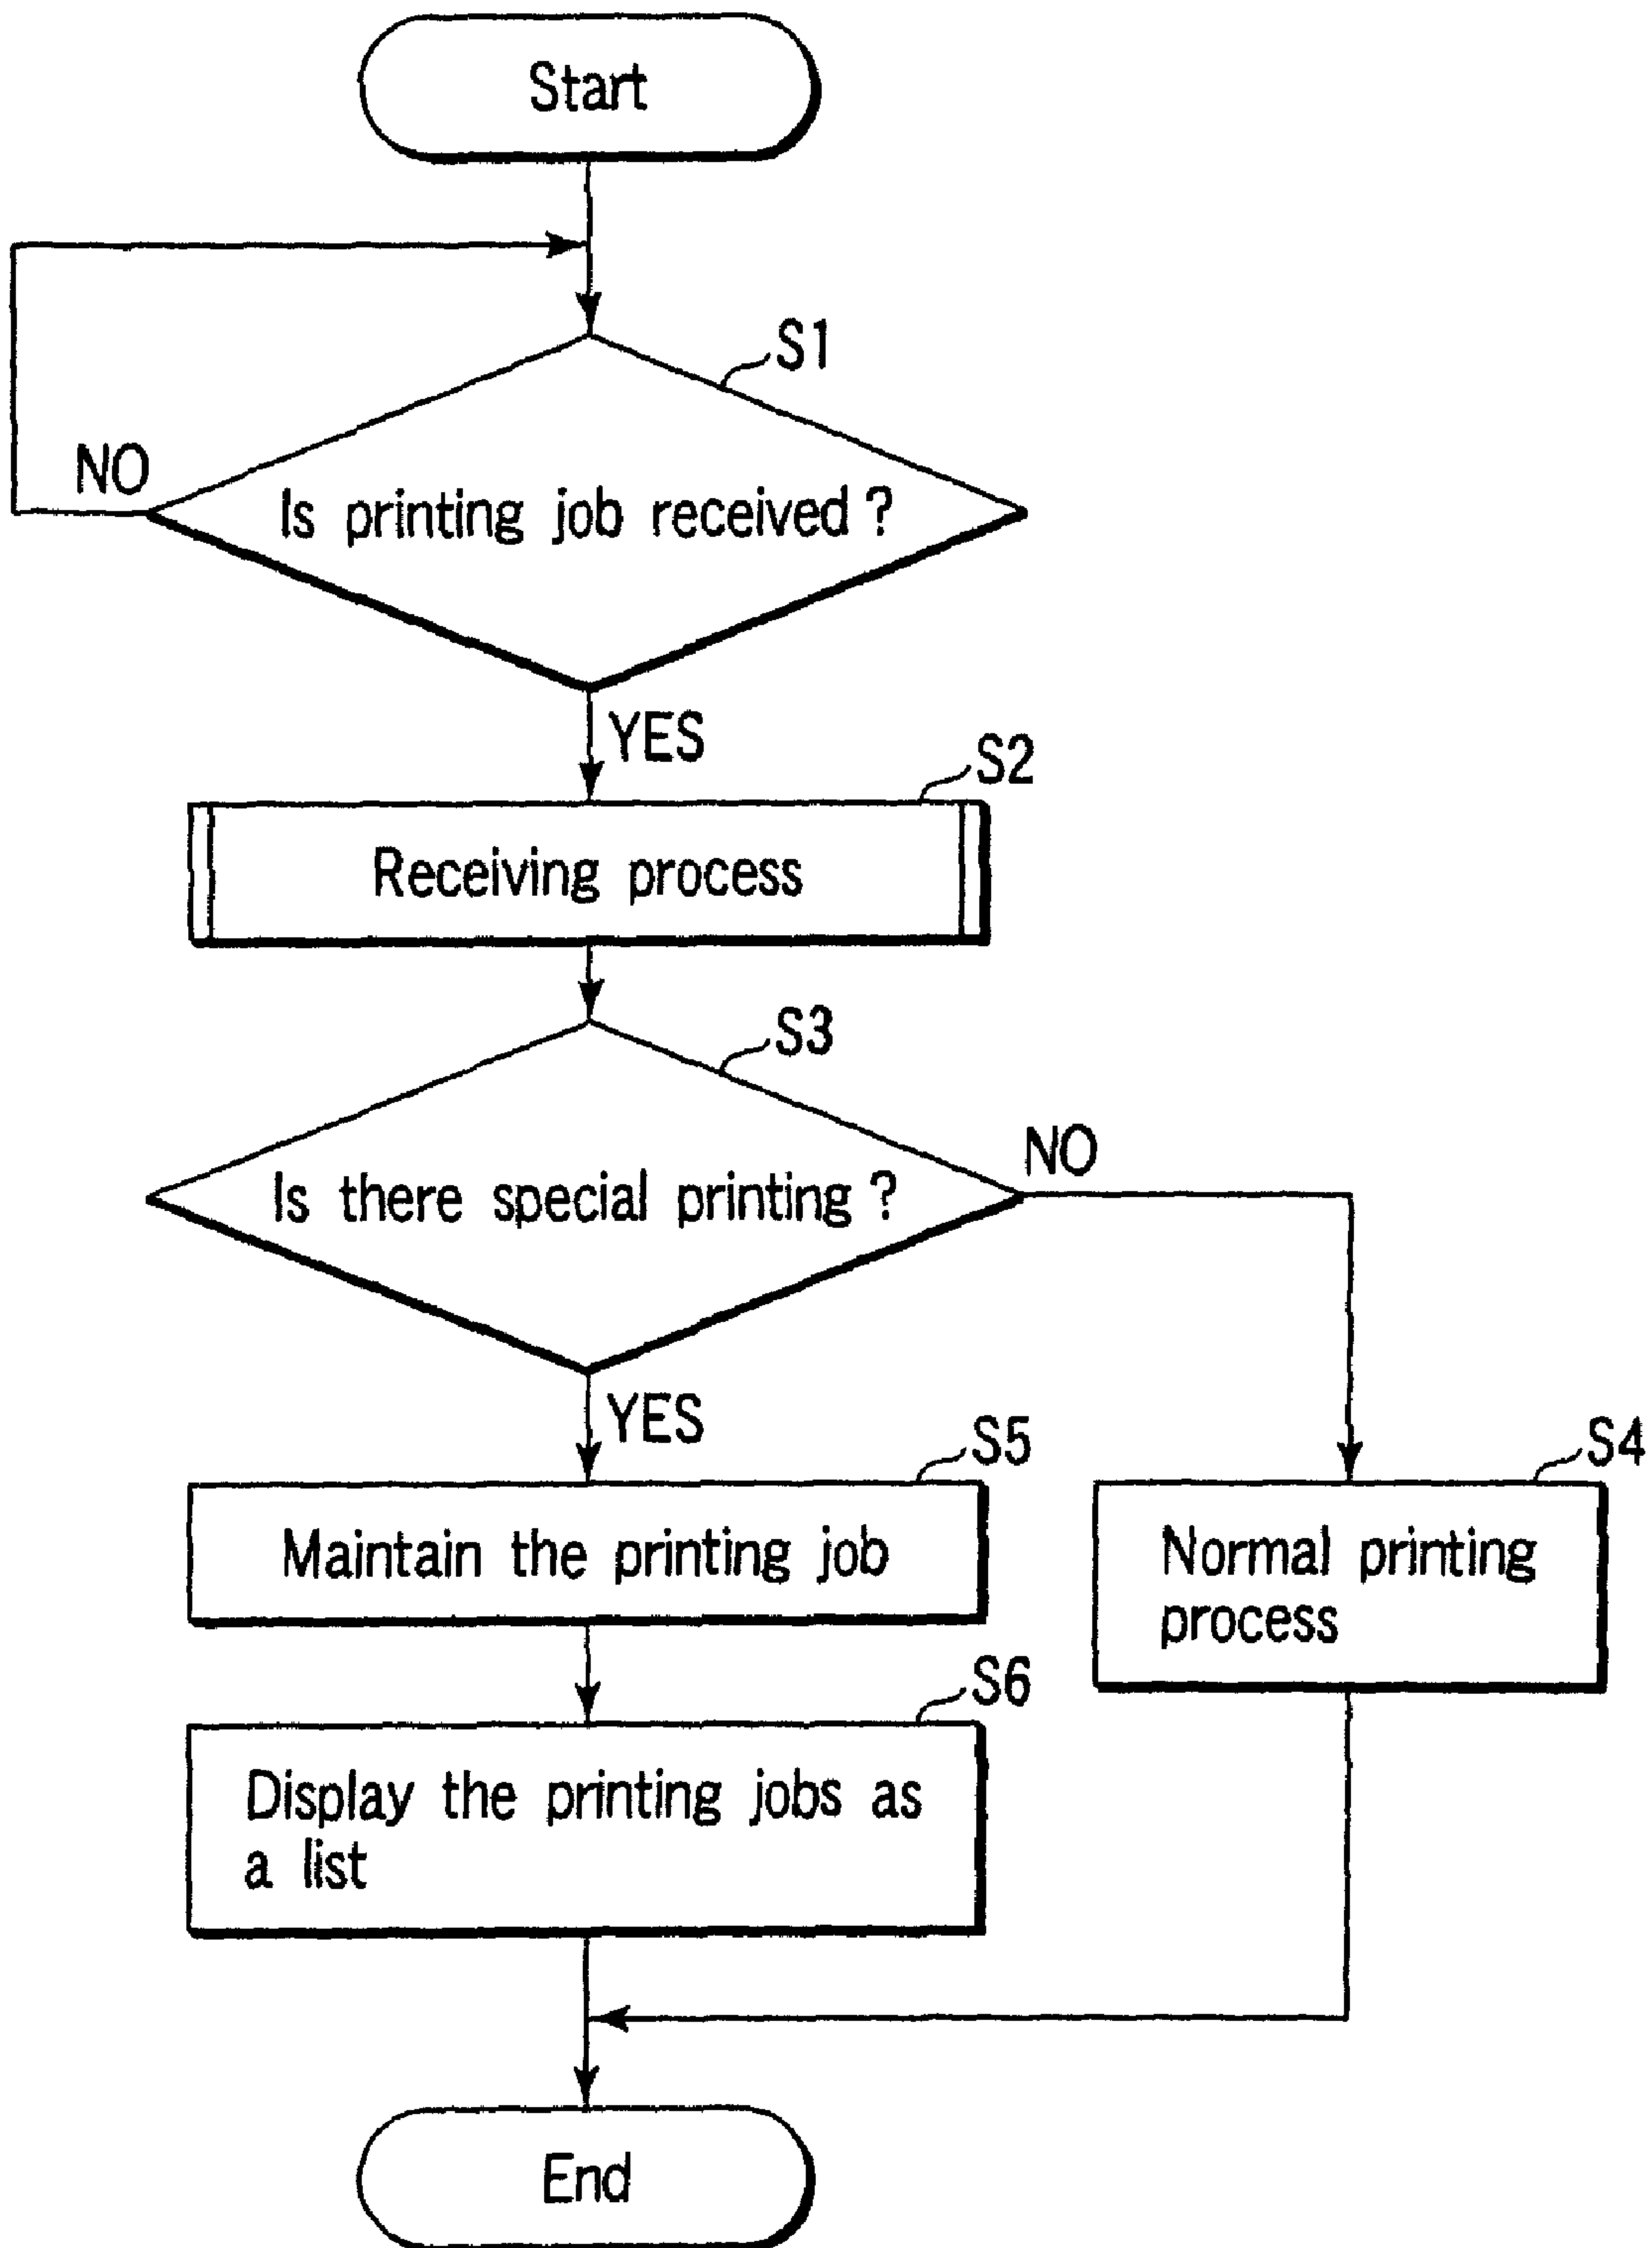 Start
S1
NO
Is printing job received ?
YES
S2
Receiving process
S3
NO
Is there special printing ?
YES
S5
S4
Maintain the printing job
Normal printing
process
S6
Display the printing jobs as
a list
End